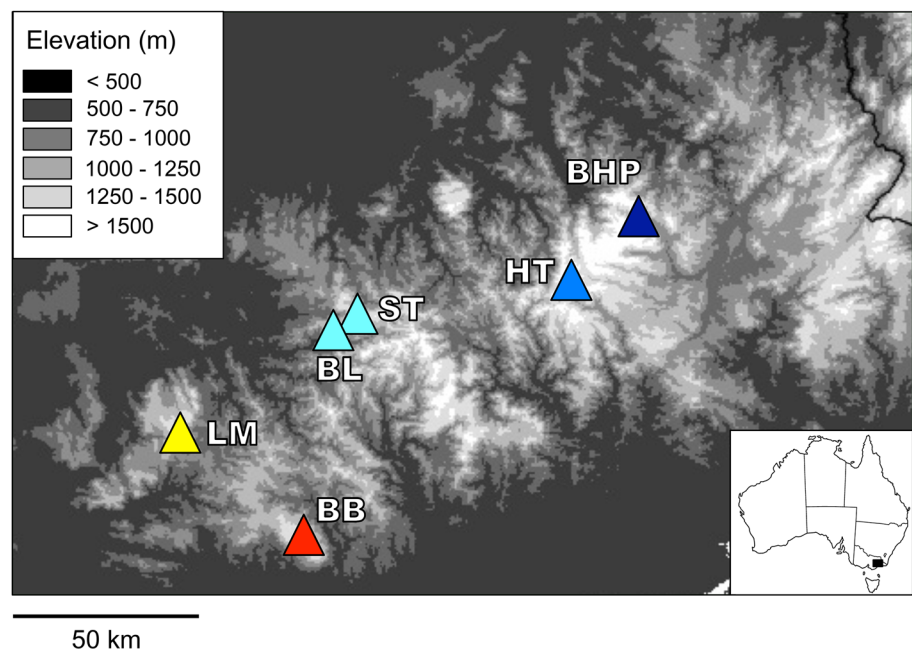 Elevation (m)
< 500
500 - 750
750 - 1000
1000 - 1250
1250 - 1500
> 1500
BHP
HT
ST
BL
LM
BB
50 km